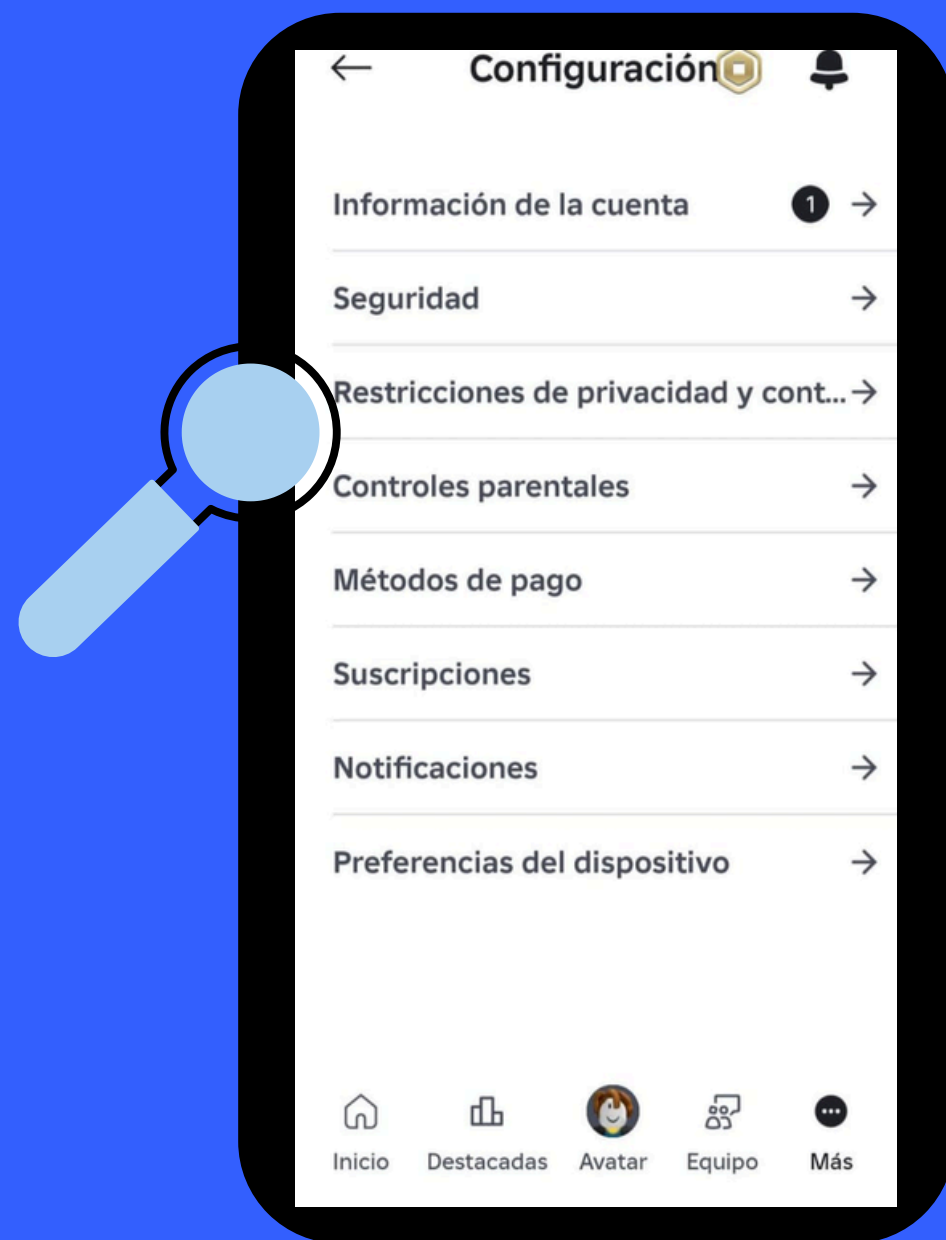 Configuración
Información de la cuenta 1
Seguridad
Restricciones de privacidad y cont...
Controles parentales
Métodos de pago
Suscripciones
Notificaciones
Preferencias del dispositivo
Inicio Destacadas Avatar Equipo Más